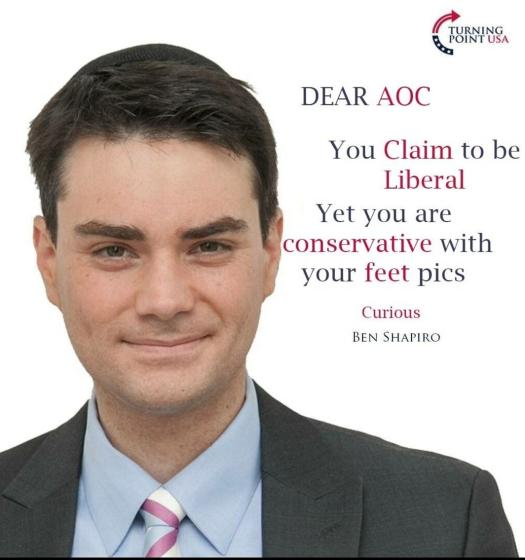 TURNING
POINT USA
DEAR AOC
You Claim to be
Liberal
Yet you are
conservative with
your feet pics
Curious
BEN SHAPIRO